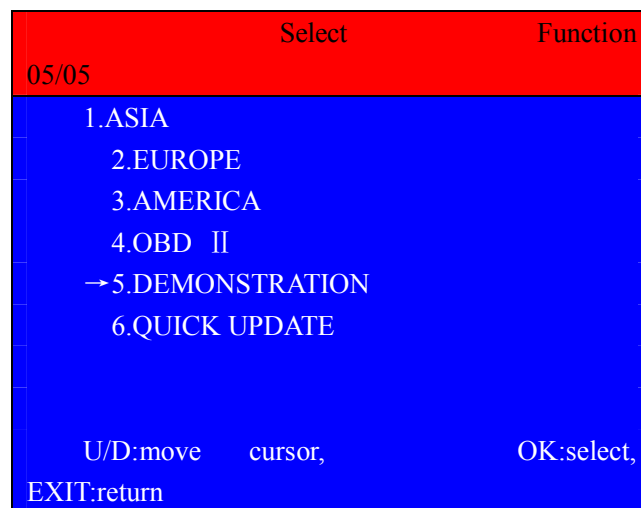 Select Function
05/05
1.ASIA
2.EUROPE
3.AMERICA
4.OBD Ⅱ
→5.DEMONSTRATION
6.QUICK UPDATE
U/D:move cursor, OK:select,
EXIT:return